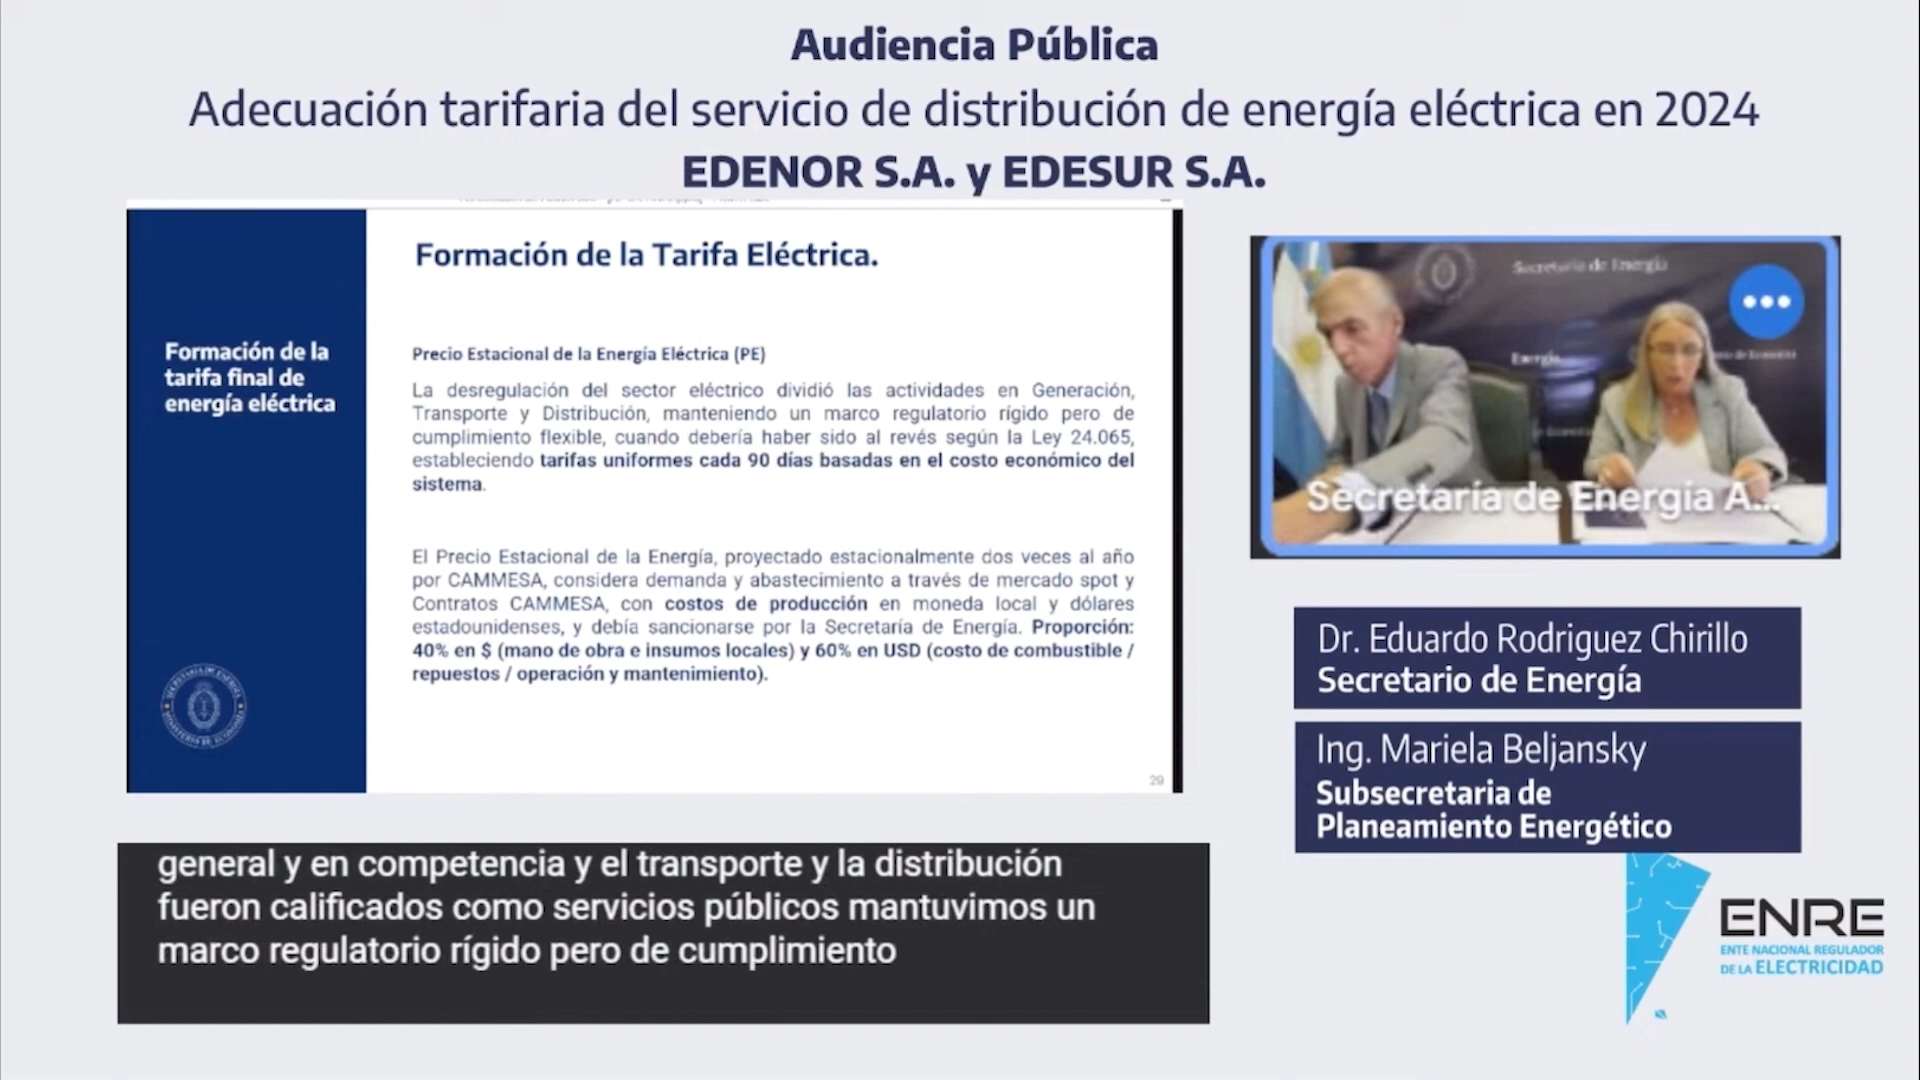 Audiencia Pública
Adecuación tarifaria del servicio de distribución de energía eléctrica en 2024
EDENOR S.A. y EDESUR S.A.
Formación de la
tarifa final de
energía eléctrica
Formación de la Tarifa Eléctrica.
Precio Estacional de la Energía Eléctrica (PE)
La desregulación del sector eléctrico dividió las actividades en Generación,
Transporte y Distribución, manteniendo un marco regulatorio rígido pero de
cumplimiento flexible, cuando debería haber sido al revés según la Ley 24.065,
estableciendo tarifas uniformes cada 90 días basadas en el costo económico del
sistema.
El Precio Estacional de la Energía, proyectado estacionalmente dos veces al año
por CAMMESA, considera demanda y abastecimiento a través de mercado spot y
Contratos CAMMESA, con costos de producción en moneda local y dólares
estadounidenses, y debía sancionarse por la Secretaría de Energía. Proporción:
40% en $ (mano de obra e insumos locales) y 60% en USD (costo de combustible /
repuestos / operación y mantenimiento).
29
Secretaría de Energía
Energía
Secretaría de Energía A...
Dr. Eduardo Rodriguez Chirillo
Secretario de Energía
Ing. Mariela Beljansky
Subsecretaria de
Planeamiento Energético
general y en competencia y el transporte y la distribución
fueron calificados como servicios públicos mantuvimos un
marco regulatorio rígido pero de cumplimiento
ENRE
ENTE NACIONAL REGULADOR
DE LA ELECTRICIDAD